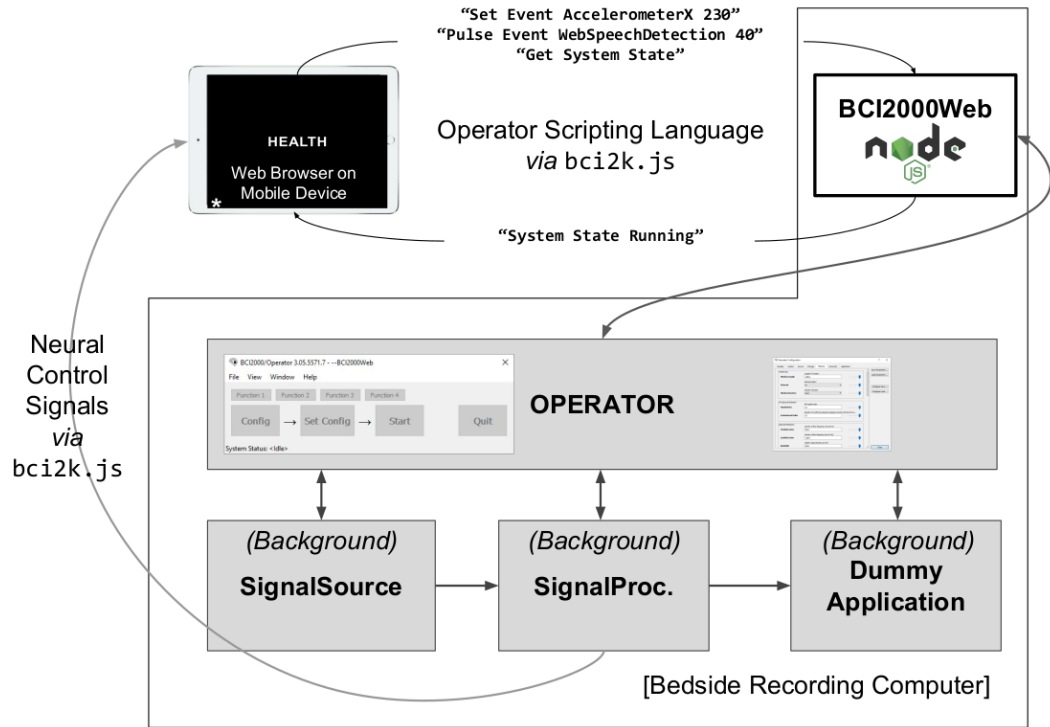 “Set Event AccelerometerX 230”
“Pulse Event WebSpeechDetection 40”
“Get System State”
HEALTH
Web Browser on
Mobile Device
*
Operator Scripting Language
via bci2k.js
BCI2000Web
node
JS
“System State Running”
Neural
Control
Signals
via
bci2k.js
BCI2000/Operator 3.05.5571.7 - --BCI2000Web
File View Window Help
Function 1 Function 2 Function 3 Function 4
Config → Set Config → Start Quit
System Status: <Idle>
OPERATOR
(Background)
SignalSource
(Background)
SignalProc.
(Background)
Dummy
Application
[Bedside Recording Computer]